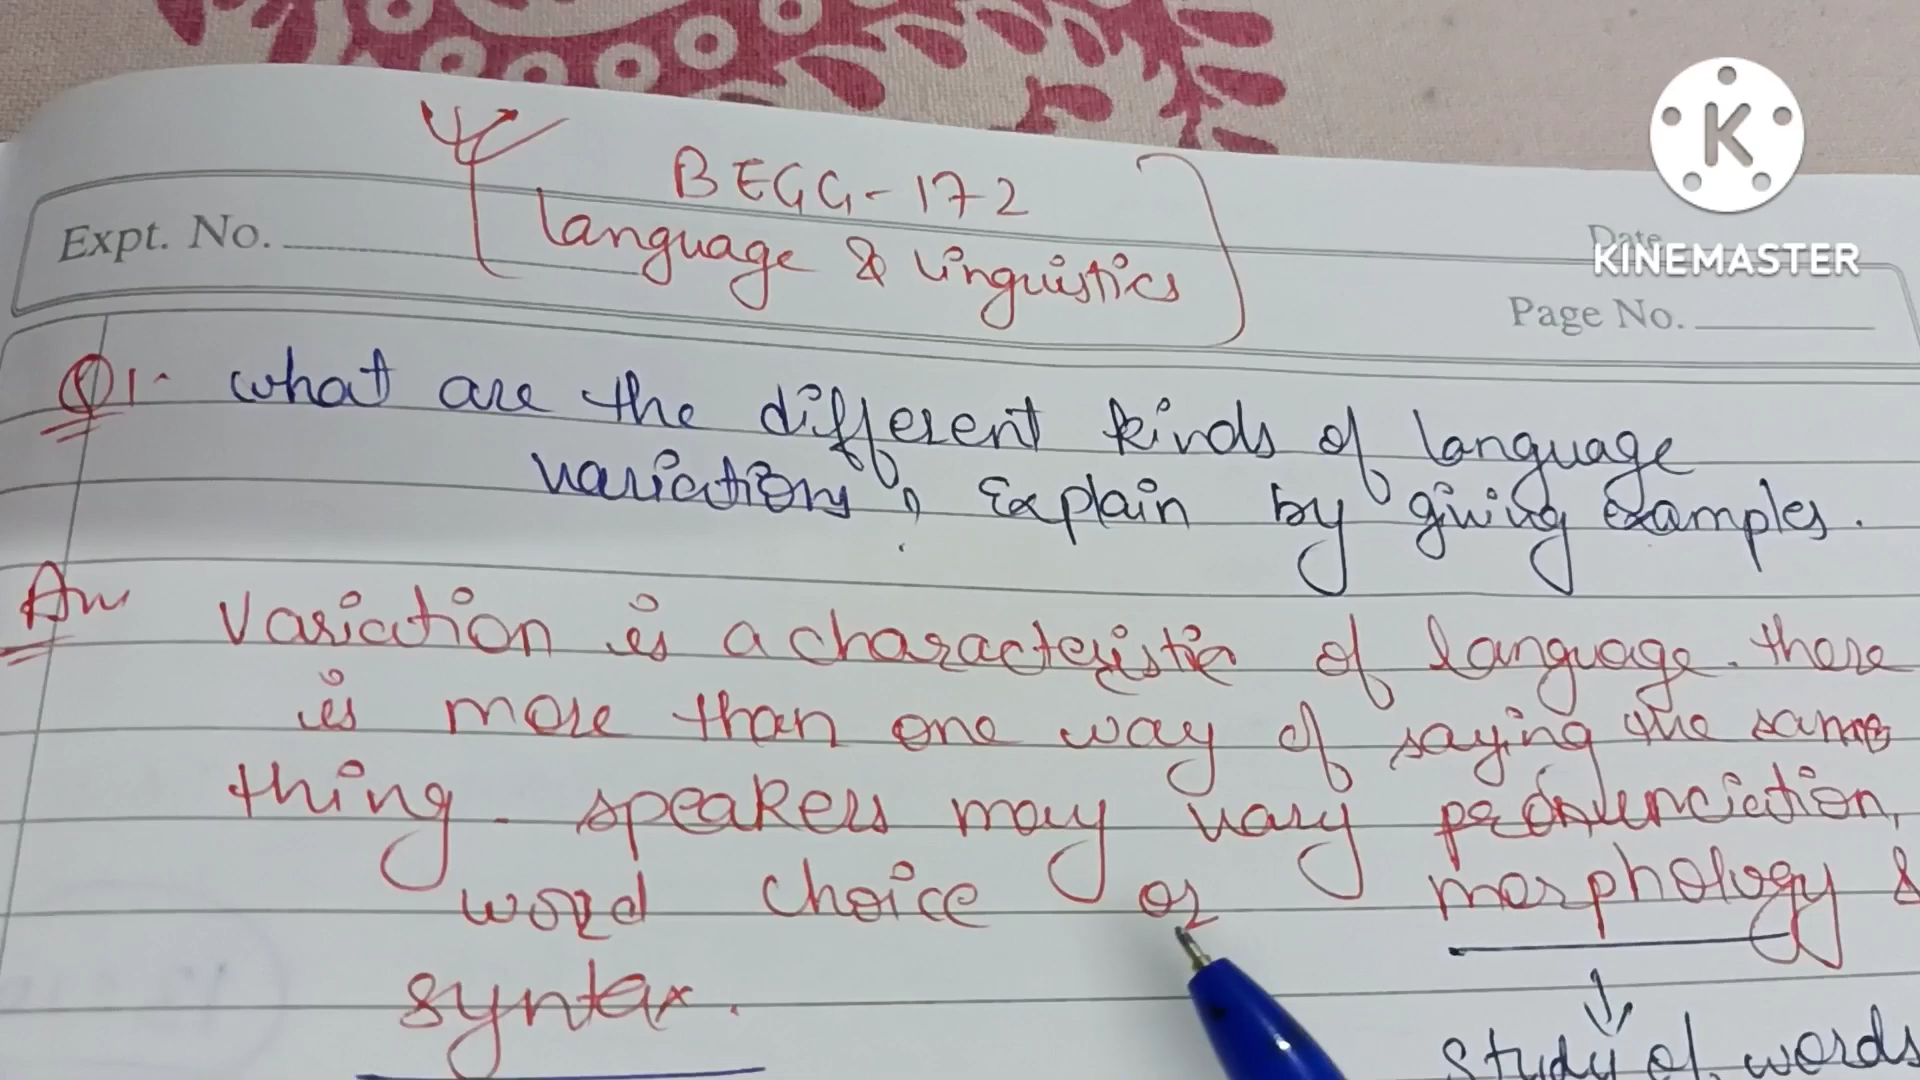 BEGG-172
Language & linguistics
Expt. No.
Date
K
KINEMASTER
Page No.
Q1. What are the different kinds of language
variations? Explain by giving examples.
Ans Variation is a characteristic of language. there
is more than one way of saying the same
thing. speakers may vary pronunciation,
word choice or morphology &
syntax.
study of words